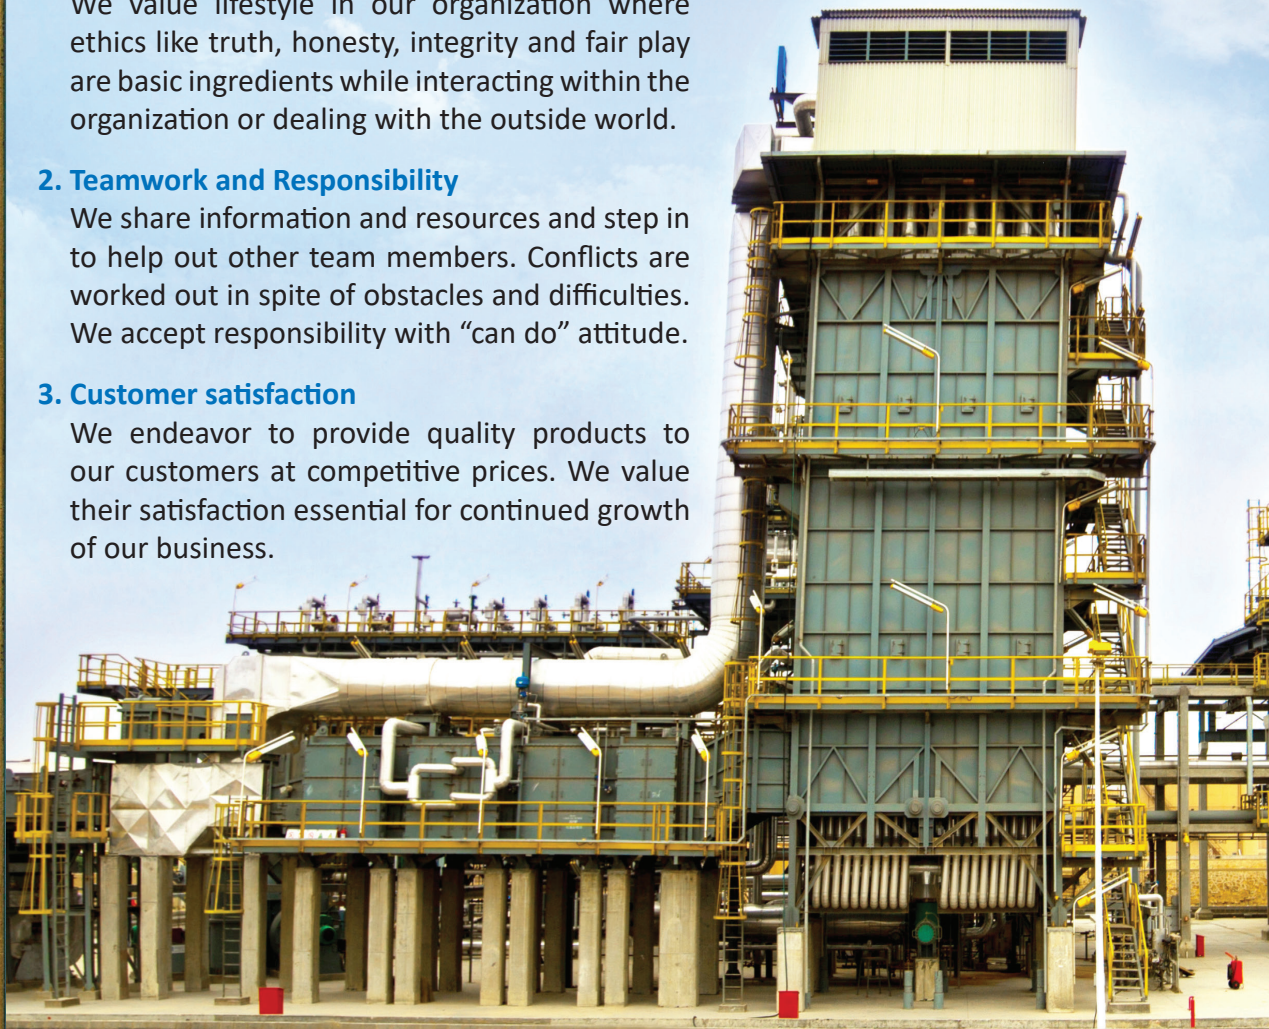 We value lifestyle in our organization where
ethics like truth, honesty, integrity and fair play
are basic ingredients while interacting within the
organization or dealing with the outside world.
2. Teamwork and Responsibility
We share information and resources and step in
to help out other team members. Conflicts are
worked out in spite of obstacles and difficulties.
We accept responsibility with “can do” attitude.
3. Customer satisfaction
We endeavor to provide quality products to
our customers at competitive prices. We value
their satisfaction essential for continued growth
of our business.